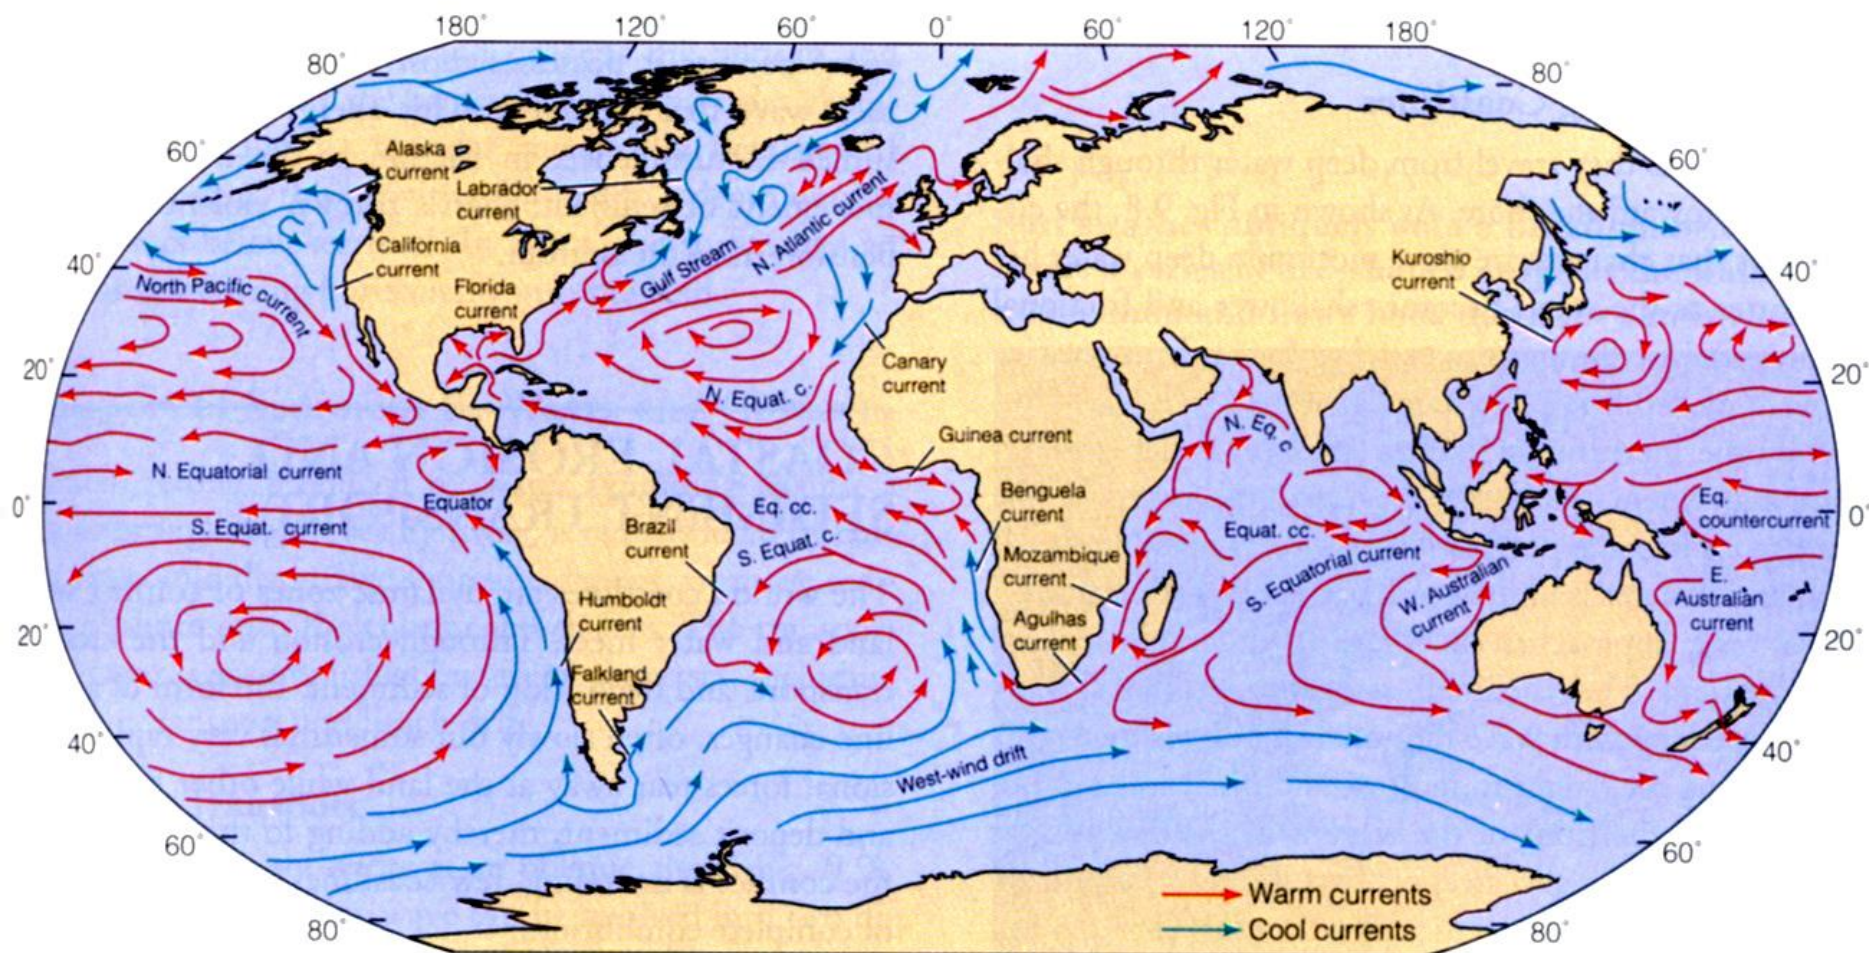 180° 120° 60° 0° 60° 120° 180°
80°
80°
60°
60°
40°
40°
20°
20°
0°
0°
20°
20°
40°
40°
60°
60°
80°
80°
Alaska
current
Labrador
current
California
current
Florida
current
North Pacific current
Gulf Stream
N. Atlantic current
Kuroshio
current
Canary
current
N. Equat. c.
Guinea current
N. Eq. c
N. Equatorial current
Equator
S. Equat. current
Eq. cc.
S. Equat. c.
Brazil
current
Benguela
current
Mozambique
current
Agulhas
current
Equat. cc.
S. Equatorial current
W. Australian
current
Eq.
countercurrent
E.
Australian
current
Humboldt
current
Falkland
current
West-wind drift
Warm currents
Cool currents